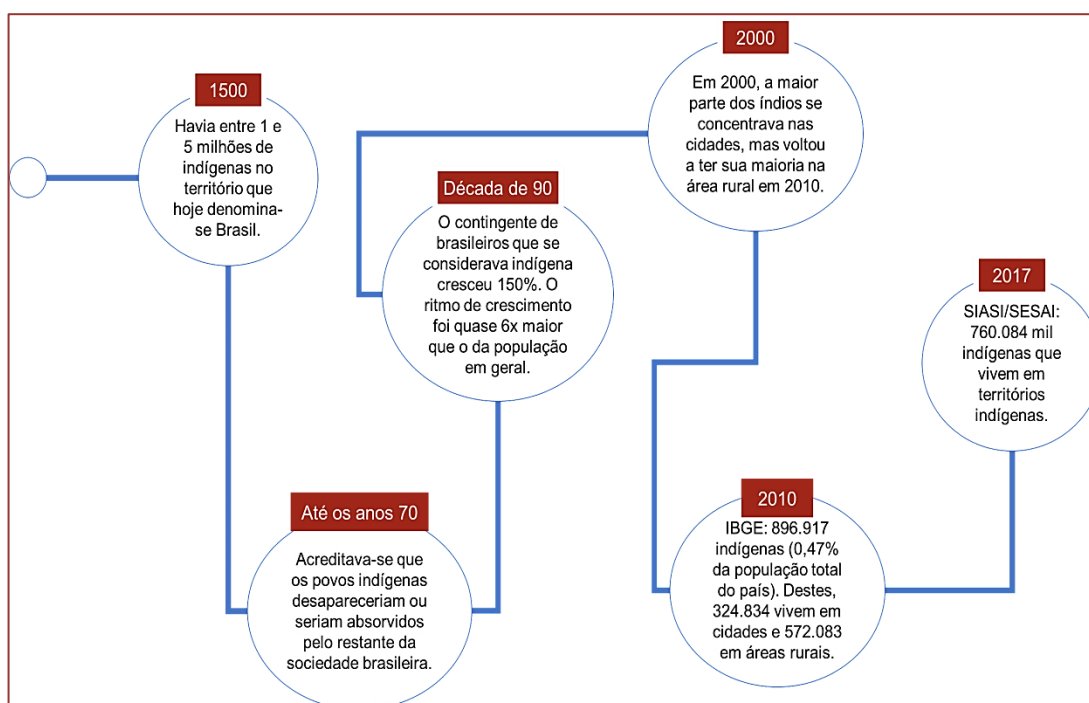 1500
Havia entre 1 e
5 milhões de
indígenas no
território que
hoje denomina-
se Brasil.
Até os anos 70
Acreditava-se que
os povos indígenas
desapareceriam ou
seriam absorvidos
pelo restante da
sociedade brasileira.
Década de 90
O contingente de
brasileiros que se
considerava indígena
cresceu 150%. O
ritmo de crescimento
foi quase 6x maior
que o da população
em geral.
2000
Em 2000, a maior
parte dos índios se
concentrava nas
cidades, mas voltou
a ter sua maioria na
área rural em 2010.
2010
IBGE: 896.917
indígenas (0,47%
da população total
do país). Destes,
324.834 vivem em
cidades e 572.083
em áreas rurais.
2017
SIASI/SESAI:
760.084 mil
indígenas que
vivem em
territórios
indígenas.